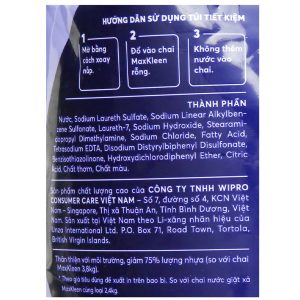 HƯỚNG DẪN SỬ DỤNG TÚI TIẾT KIỆM
1
Mở bằng
cách xoay
nắp.
2
Đổ vào chai
MaxKleen
rỗng.
3
Không thêm
nước vào
chai.
THÀNH PHẦN
Nước, Sodium Laureth Sulfate, Sodium Linear Alkylben-
zene Sulfonate, Laureth-7, Sodium Hydroxide, Stearami-
dopropyl Dimethylamine, Sodium Chloride, Fatty Acid,
Tetrasodium EDTA, Disodium Distyrylbiphenyl Disulfonate,
Benzisothiazolinone, Hydroxydichlorodiphenyl Ether, Citric
Acid, Chất thơm, Chất màu.
Sản phẩm chất lượng cao của CÔNG TY TNHH WIPRO
CONSUMER CARE VIỆT NAM – Số 7, đường 4, KCN Việt
Nam – Singapore, Thị xã Thuận An, Tỉnh Bình Dương, Việt
Nam. Sản xuất tại Việt Nam theo Li-xăng nhãn hiệu của
Unza International Ltd. P.O. Box 71, Road Town, Tortola,
British Virgin Islands.
Thân thiện với môi trường, giảm 75% lượng nhựa (so với chai
MaxKleen 3,8kg).
* Theo giá tiêu dùng đề xuất trên bao bì. So với chai nước giặt xả
MaxKleen cùng loại 2,4kg.